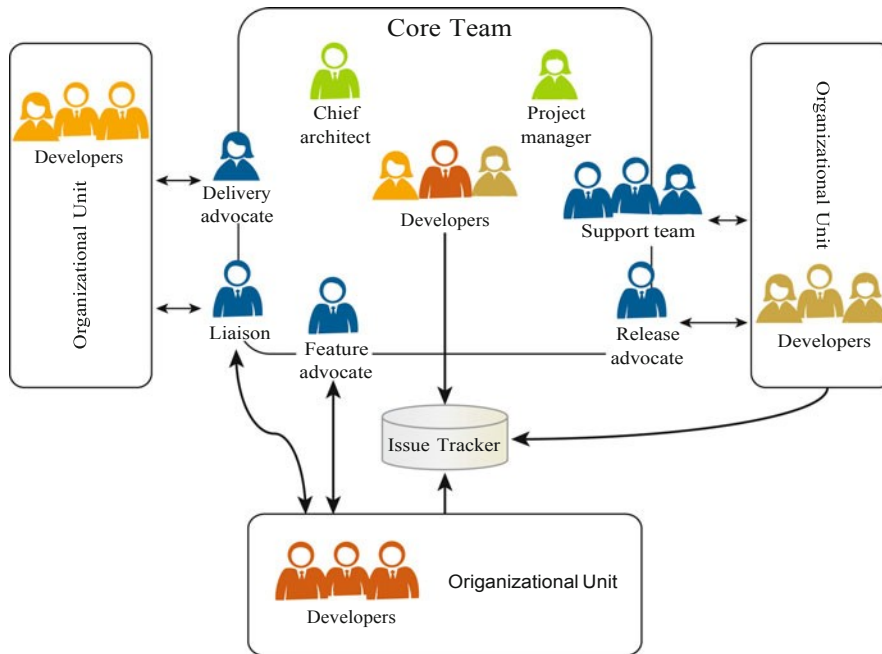 Core Team
Chief
architect
Project
manager
Developers
Organizational Unit
Delivery
advocate
Developers
Support team
Organizational Unit
Developers
Liaison
Feature
advocate
Release
advocate
Issue Tracker
Developers
Origanizational Unit